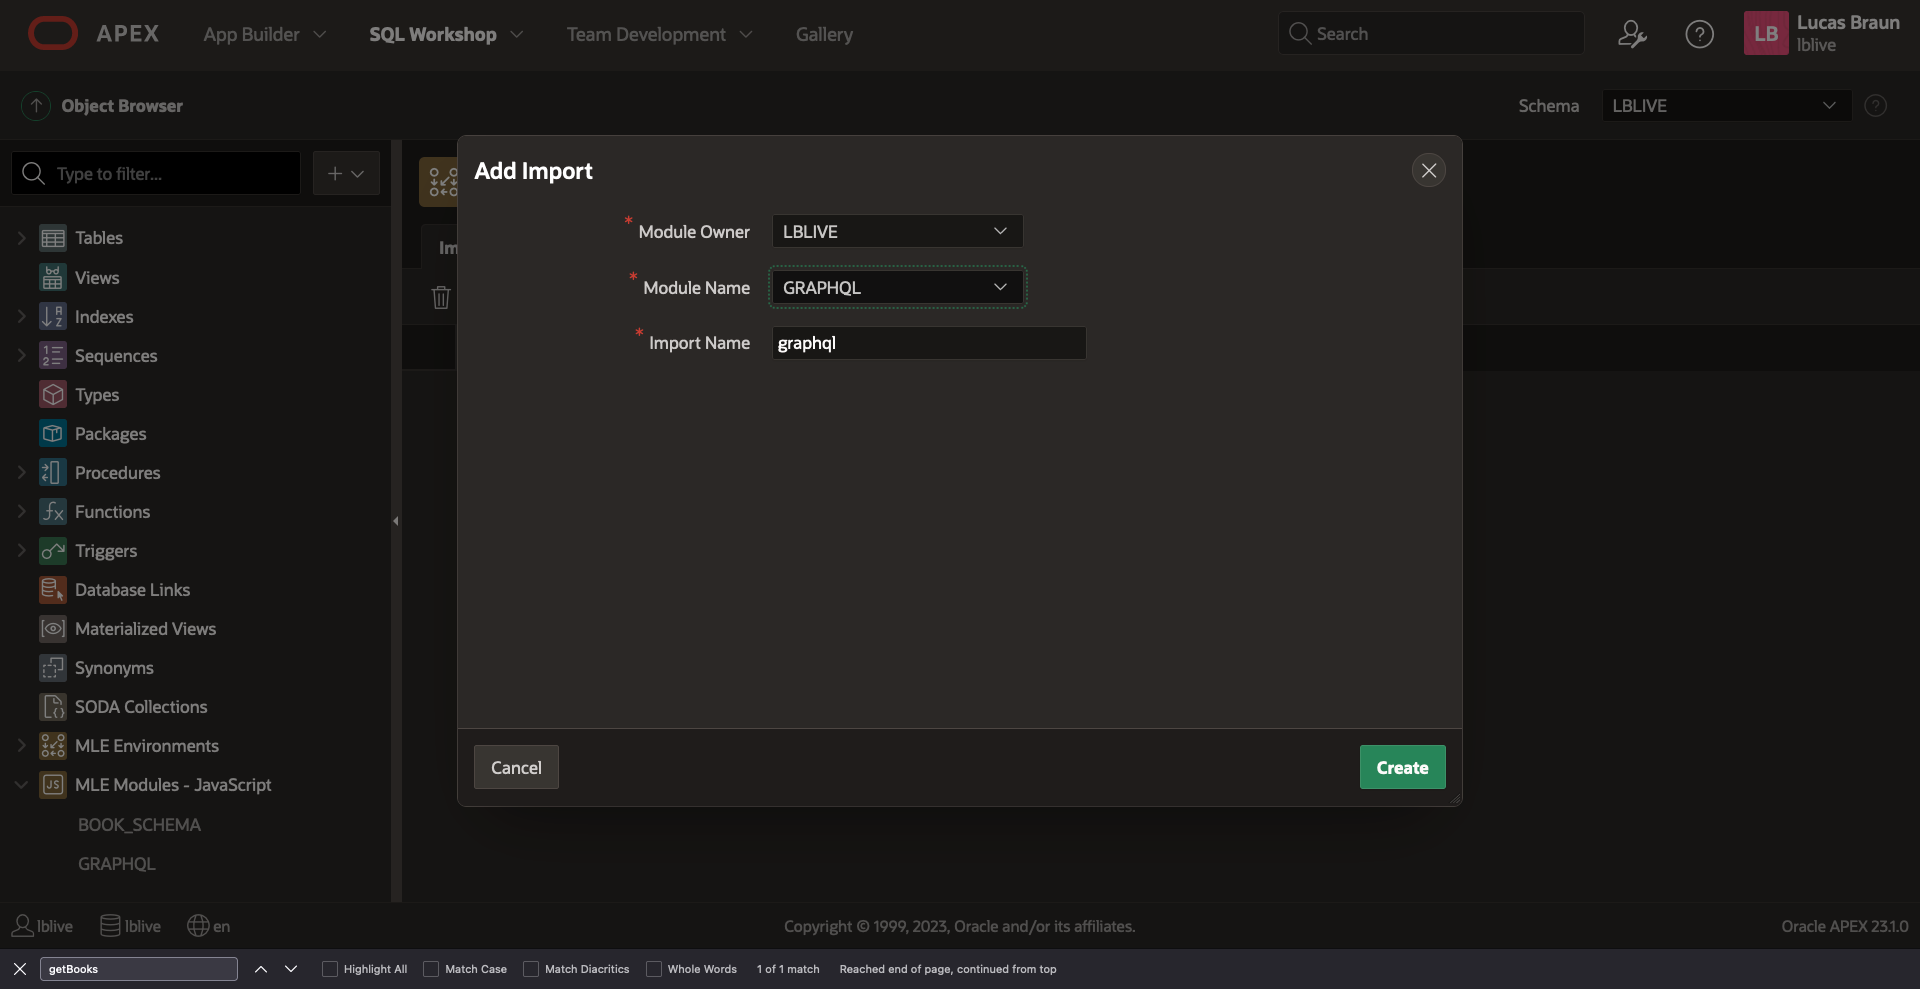 APEX App Builder SQL Workshop Team Development Gallery Search LB Lucas Braun
lblive
Object Browser Schema LBLIVE
Type to filter...
Add Import
* Module Owner LBLIVE
* Module Name GRAPHQL
* Import Name graphql
Cancel Create
Im
Tables
Views
Indexes
Sequences
Types
Packages
Procedures
Functions
Triggers
Database Links
Materialized Views
Synonyms
SODA Collections
MLE Environments
MLE Modules - JavaScript
BOOK_SCHEMA
GRAPHQL
lblive lblive en Copyright © 1999, 2023, Oracle and/or its affiliates. Oracle APEX 23.1.0
getBooks Highlight All Match Case Match Diacritics Whole Words 1 of 1 match Reached end of page, continued from top